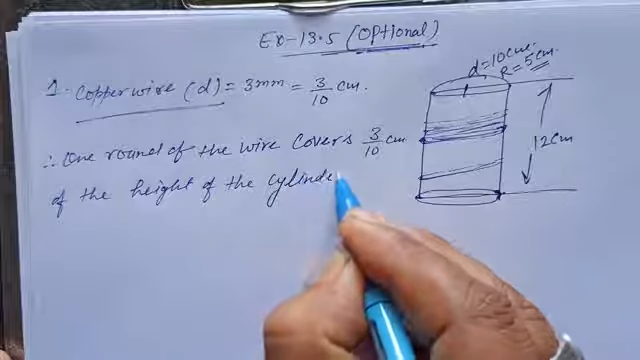 Ex-13.5 (Optional)
1. Copper wire (d) = 3mm = 3/10 cm.
∴ One round of the wire covers 3/10 cm
of the height of the cylinde
d=10cm.
R=5cm.
12cm